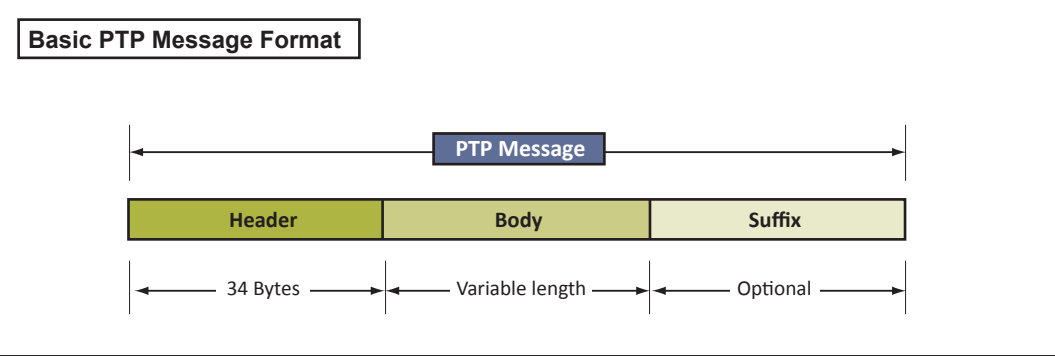 Basic PTP Message Format
PTP Message
Header Body Suffix
34 Bytes Variable length Optional